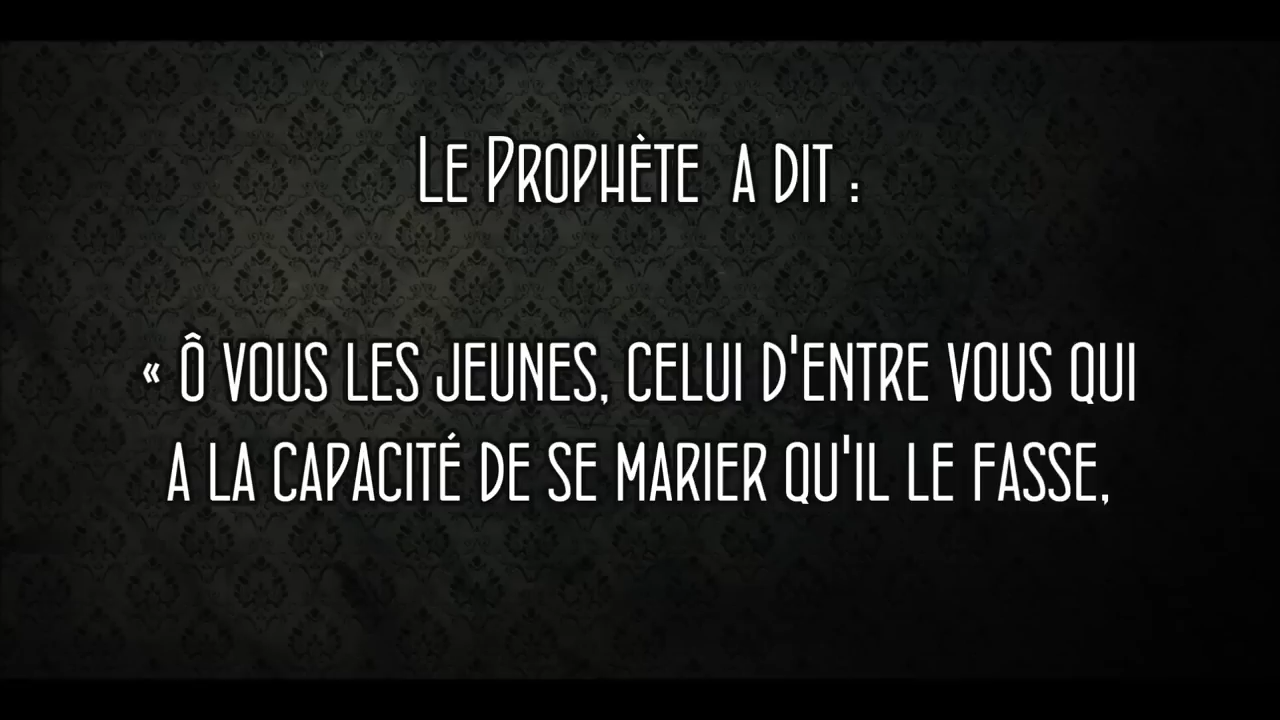 Le Prophète a dit :
« Ô vous les jeunes, celui d'entre vous qui
a la capacité de se marier qu'il le fasse,